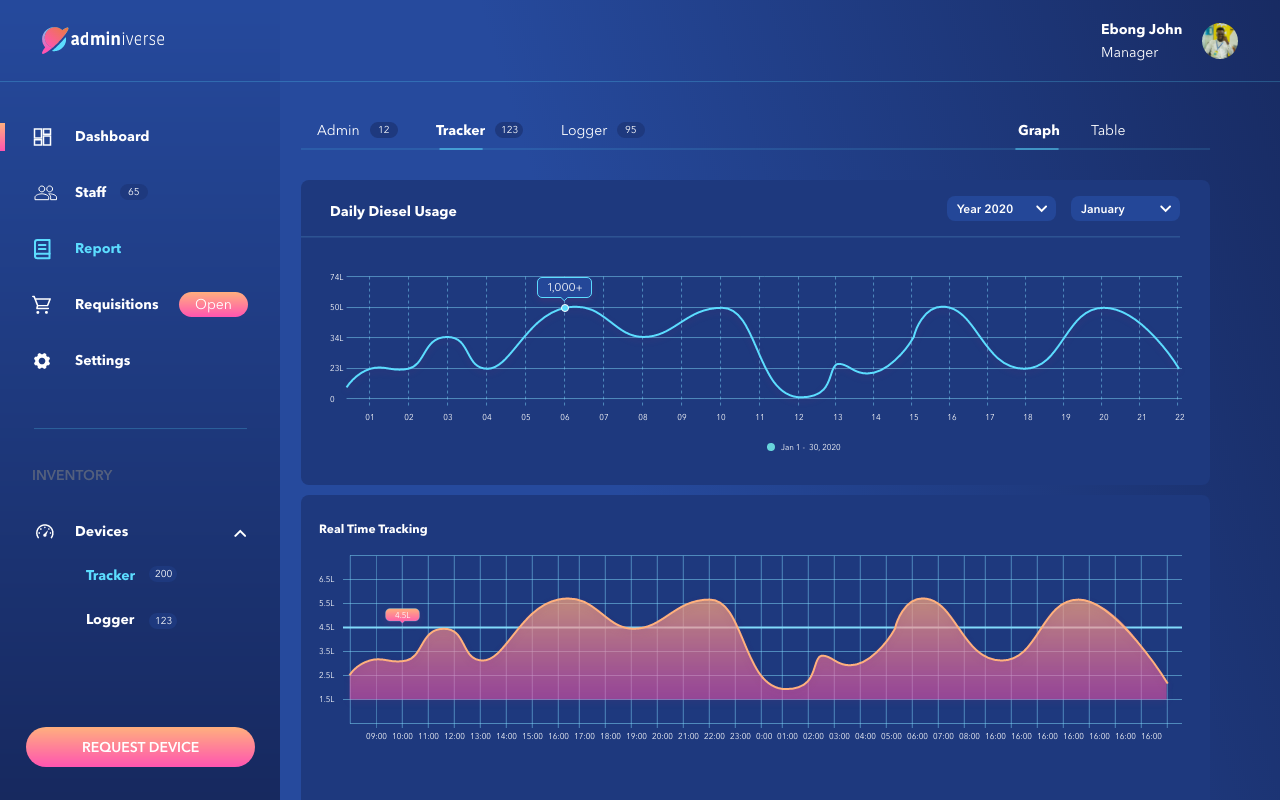 adminiverse
Ebong John
Manager
Dashboard
Staff 65
Report
Requisitions Open
Settings
INVENTORY
Devices
Tracker 200
Logger 123
REQUEST DEVICE
Admin 12 Tracker 123 Logger 95 Graph Table
Daily Diesel Usage Year 2020 January
74L
50L
34L
23L
0
1,000+
01 02 03 04 05 06 07 08 09 10 11 12 13 14 15 16 17 18 19 20 21 22
Jan 1 - 30, 2020
Real Time Tracking
6.5L
5.5L
4.5L
3.5L
2.5L
1.5L
4.5L
09:00 10:00 11:00 12:00 13:00 14:00 15:00 16:00 17:00 18:00 19:00 20:00 21:00 22:00 23:00 0:00 01:00 02:00 03:00 04:00 05:00 06:00 07:00 08:00 16:00 16:00 16:00 16:00 16:00 16:00 16:00